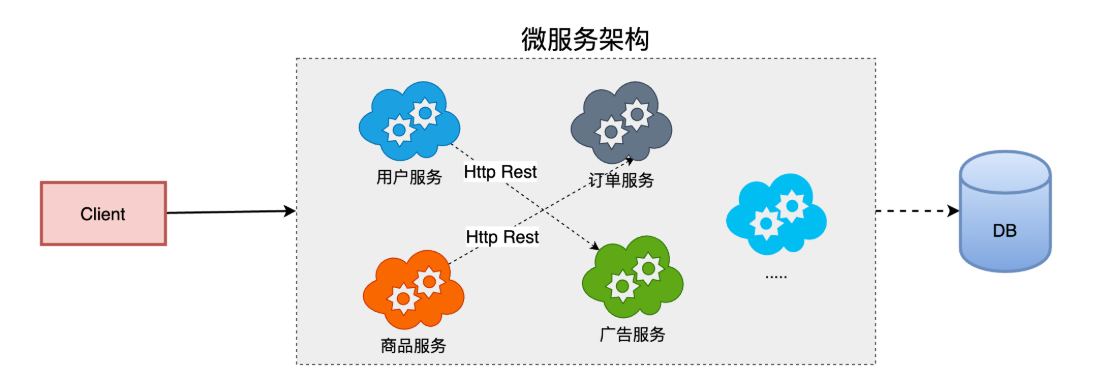 微服务架构
用户服务
订单服务
Http Rest
Client
Http Rest
DB
.....
商品服务
广告服务